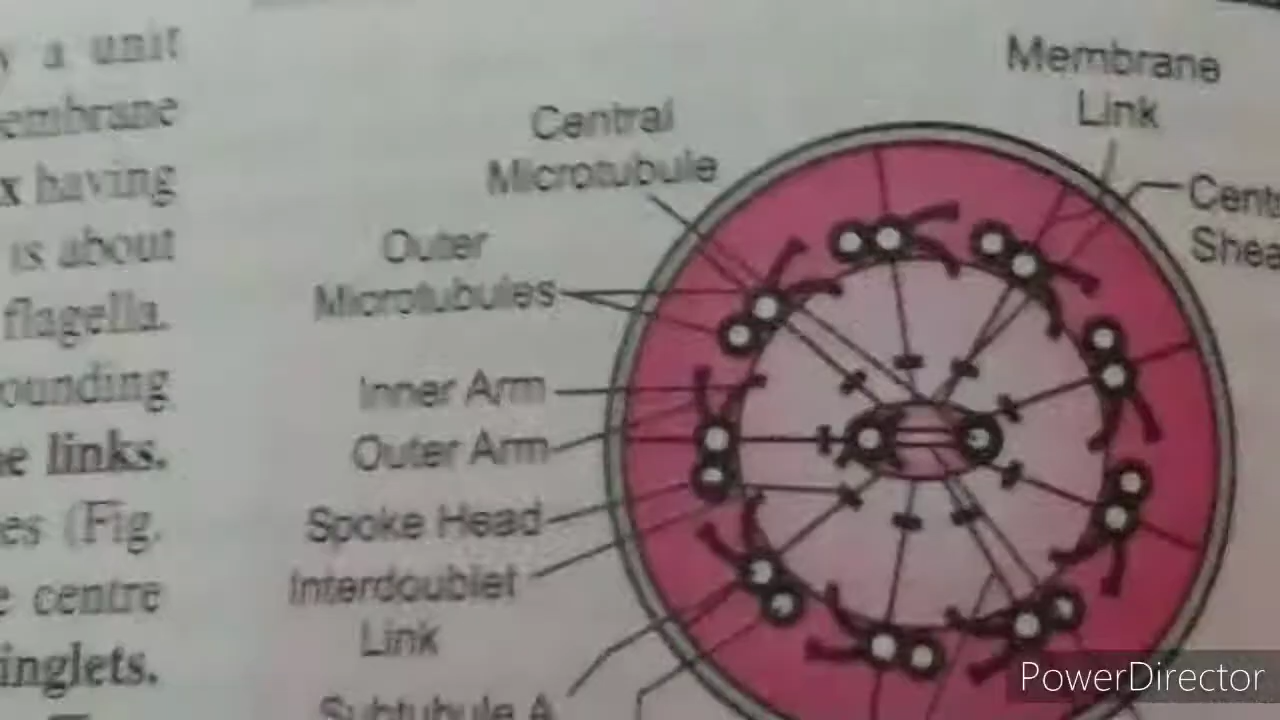 y a unit
embrane
x having
is about
flagella.
ounding
e links.
es (Fig.
e centre
inglets.
Central
Microtubule
Outer
Microtubules
Inner Arm
Outer Arm
Spoke Head
Interdoublet
Link
Subtubule A
Membrane
Link
Cent
Shea
PowerDirector